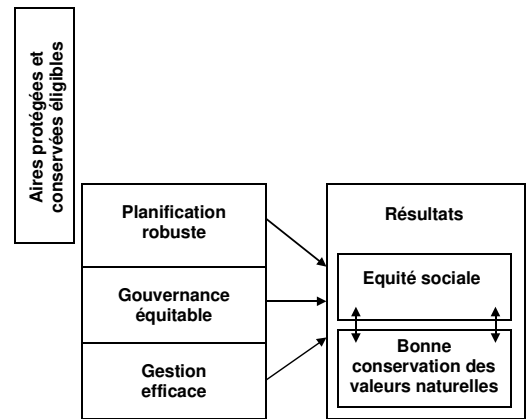 Aires protégées et
conservées éligibles
Planification
robuste
Gouvernance
équitable
Gestion
efficace
Résultats
Equité sociale
Bonne
conservation des
valeurs naturelles